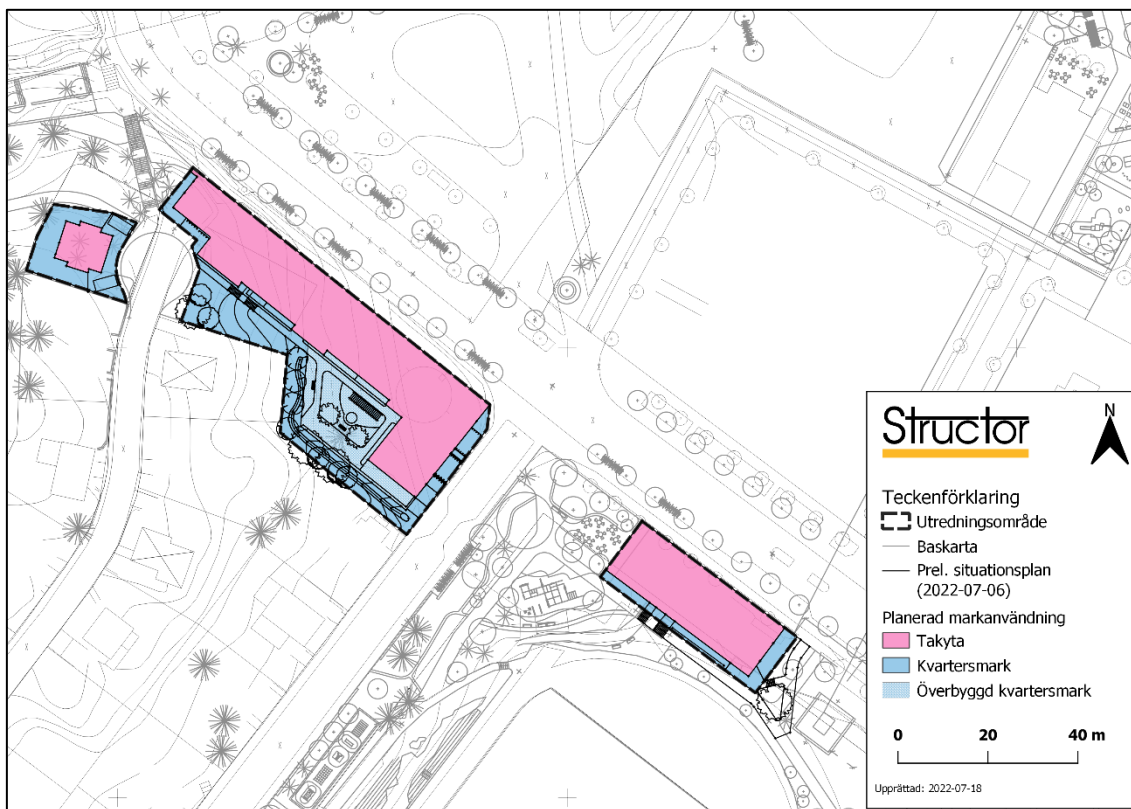 Structor
N
Teckenförklaring
Utredningsområde
Baskarta
Prel. situationsplan
(2022-07-06)
Planerad markanvändning
Takyta
Kvartersmark
Överbyggd kvartersmark
0 20 40 m
Upprättad: 2022-07-18